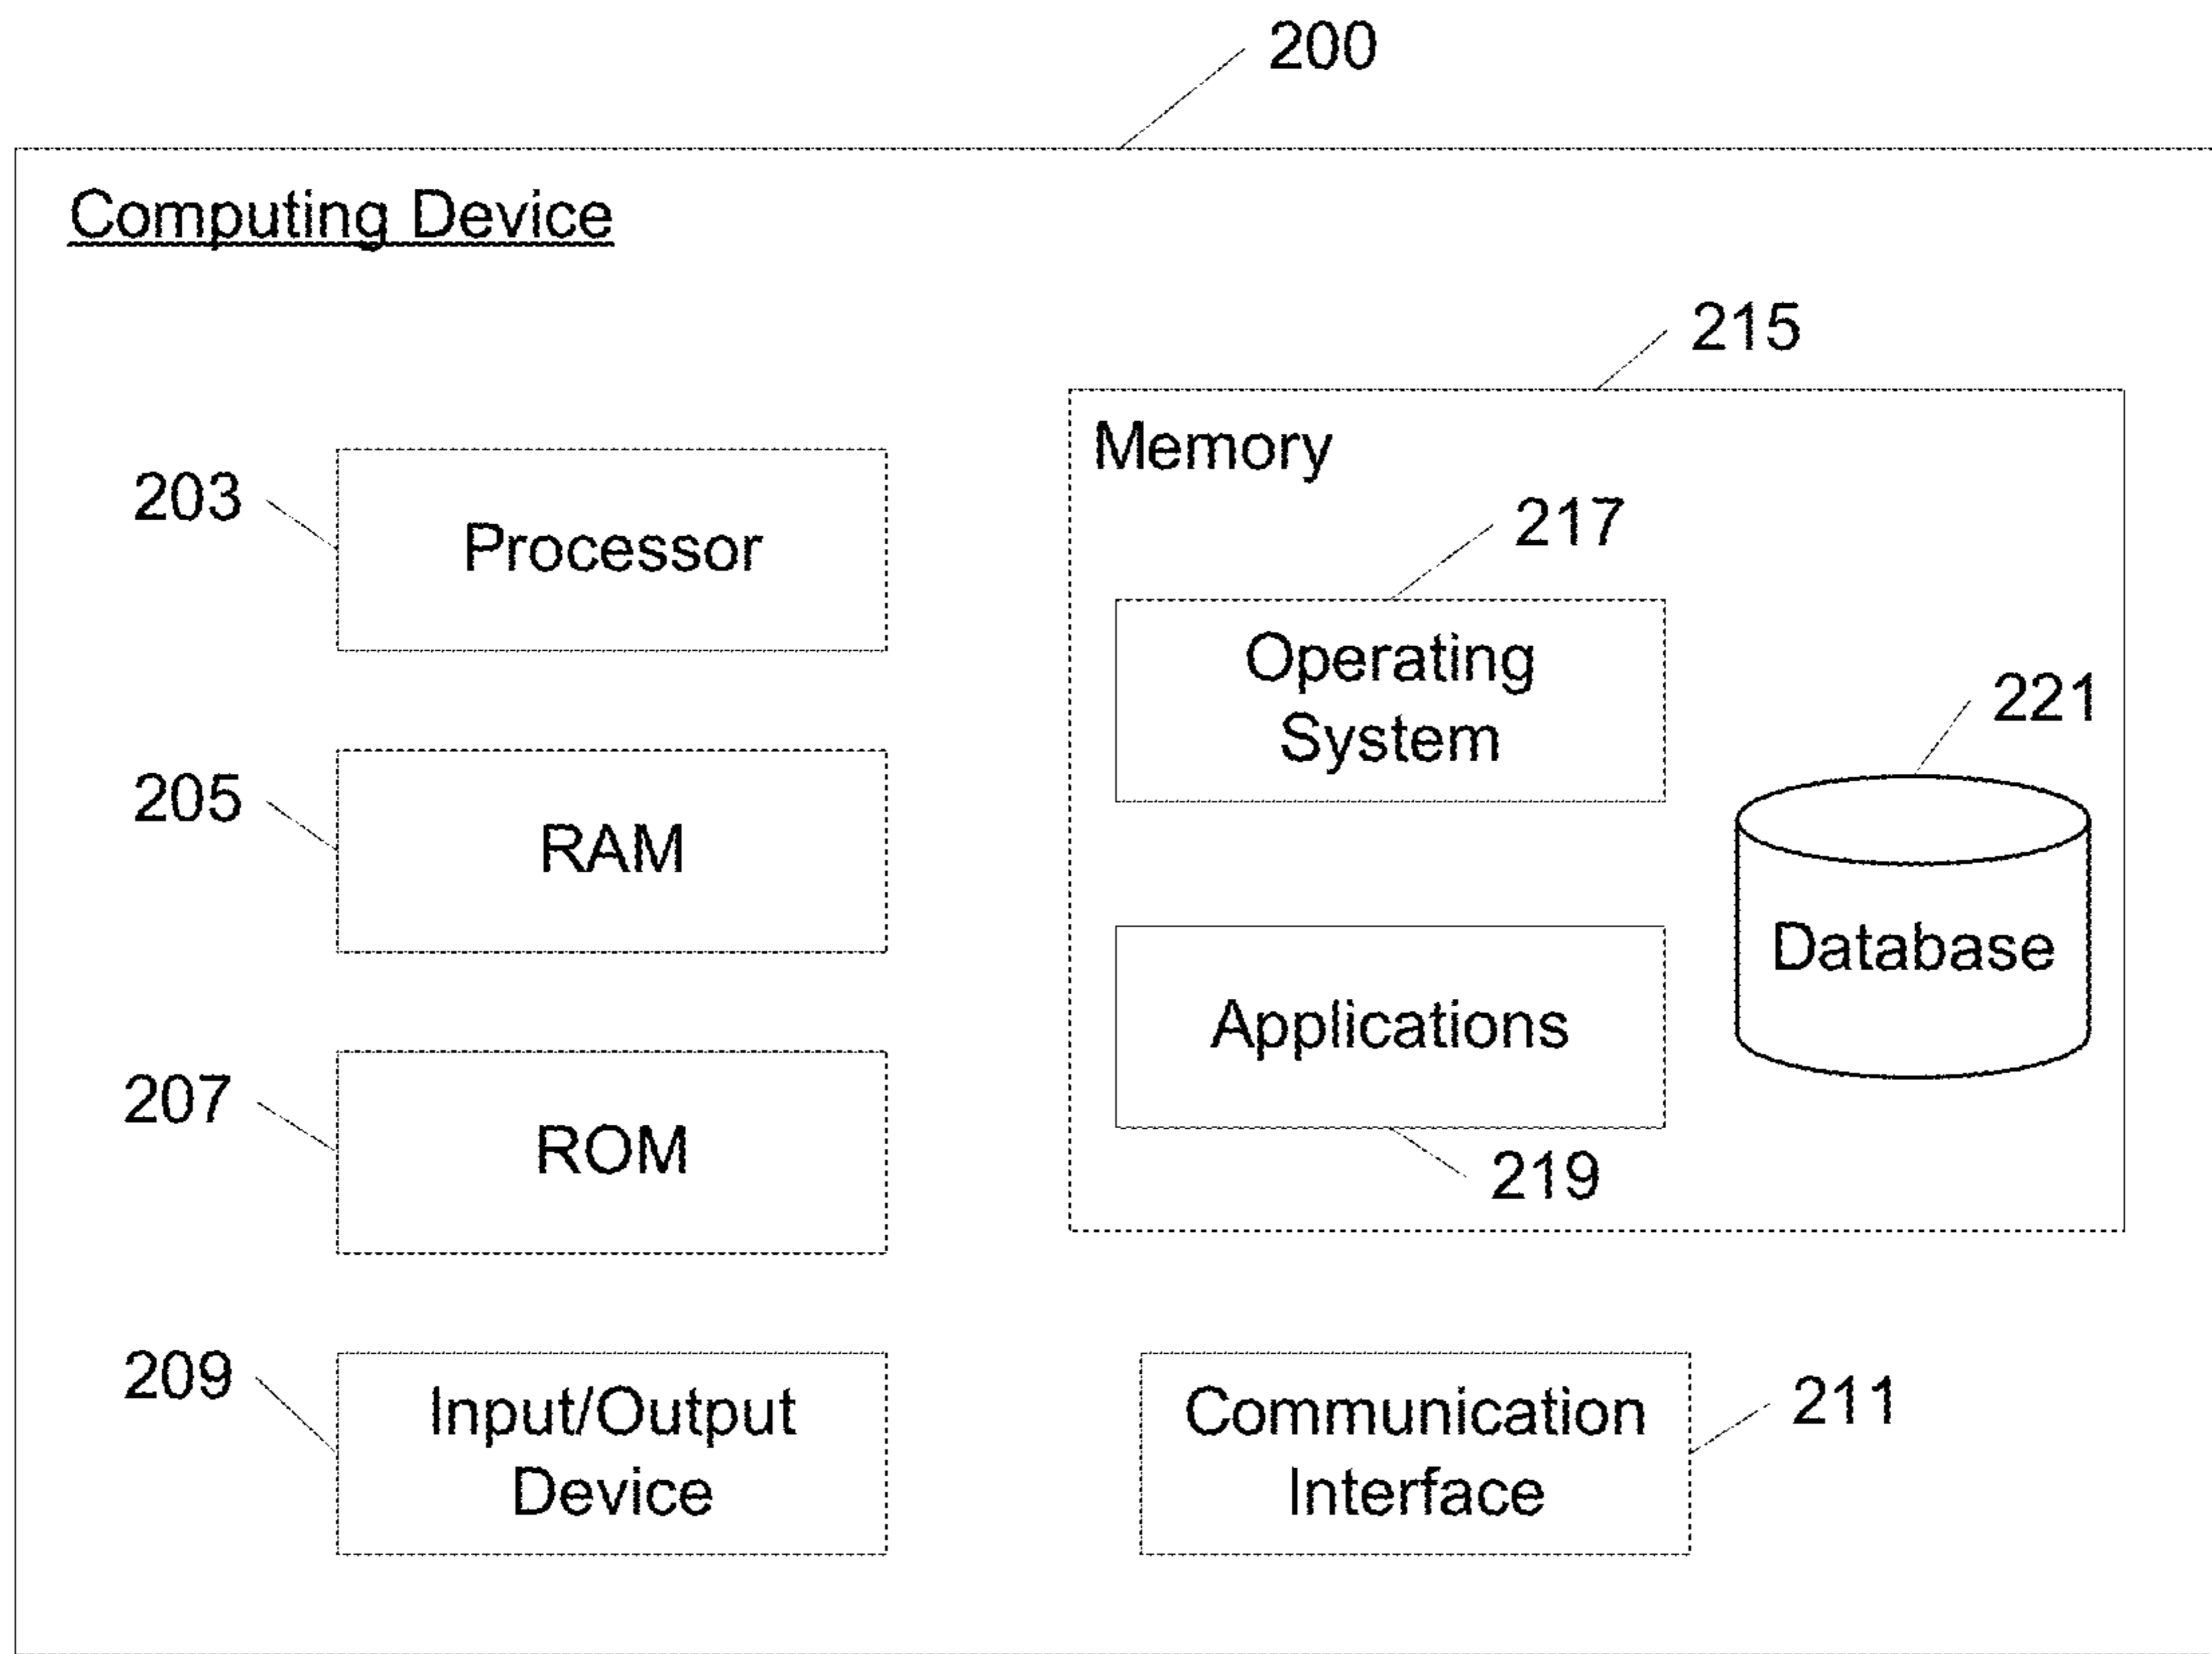 200
Computing Device
215
Memory
203
Processor
217
Operating
System
221
205
RAM
Database
Applications
207
ROM
219
209
Input/Output
Device
Communication
Interface
211